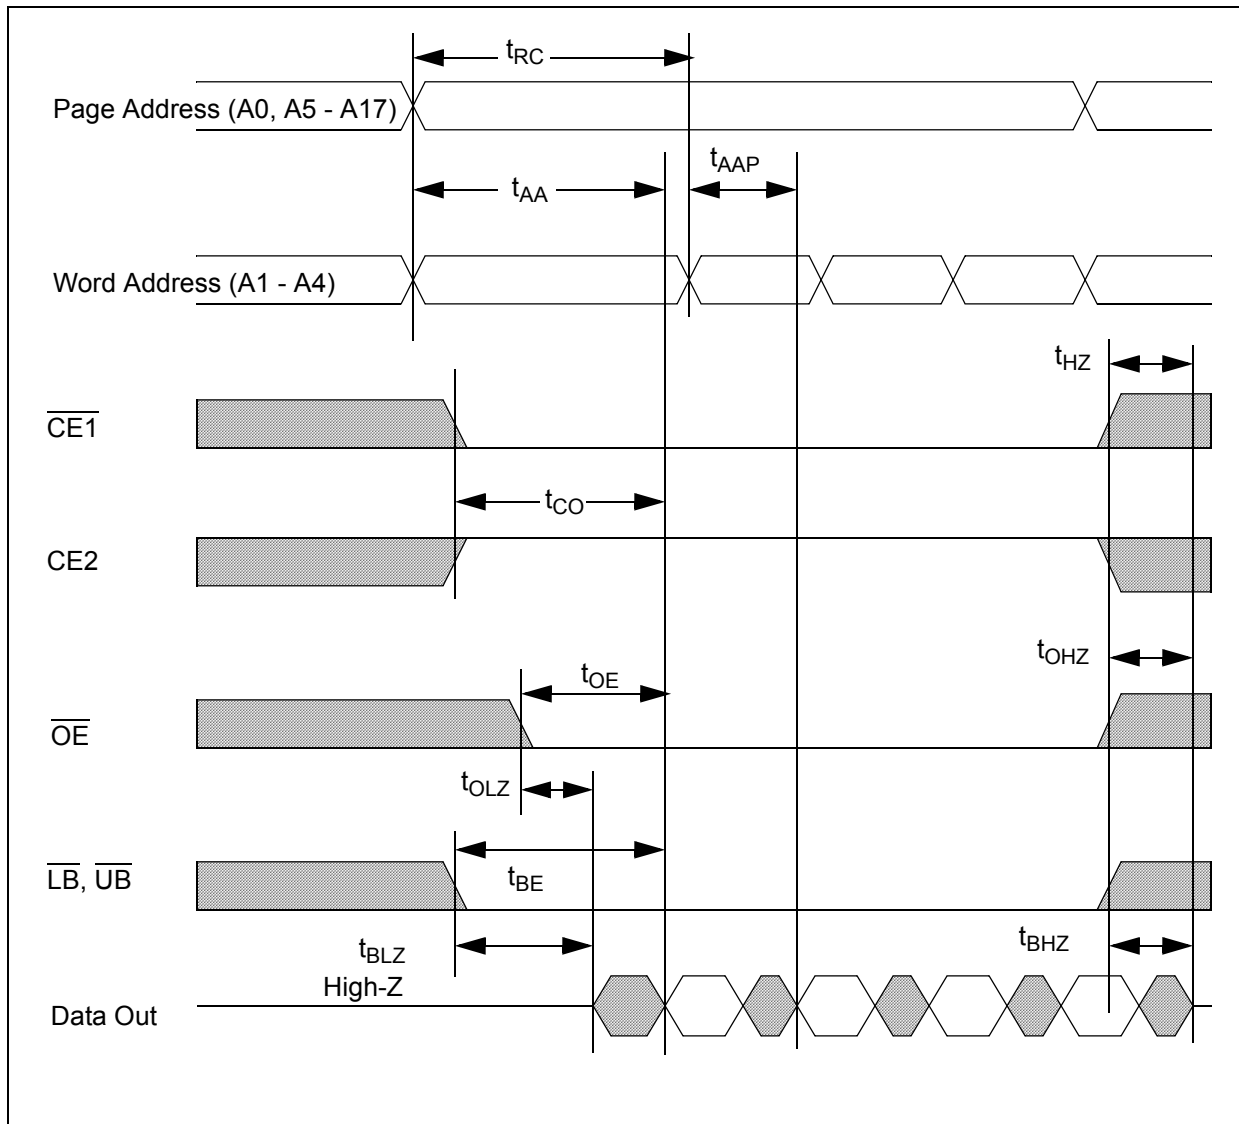 tRC
Page Address (A0, A5 - A17)
tAAP
tAA
Word Address (A1 - A4)
tHZ
CE1
tCO
CE2
tOHZ
tOE
OE
tOLZ
LB, UB
tBE
tBLZ
tBHZ
High-Z
Data Out